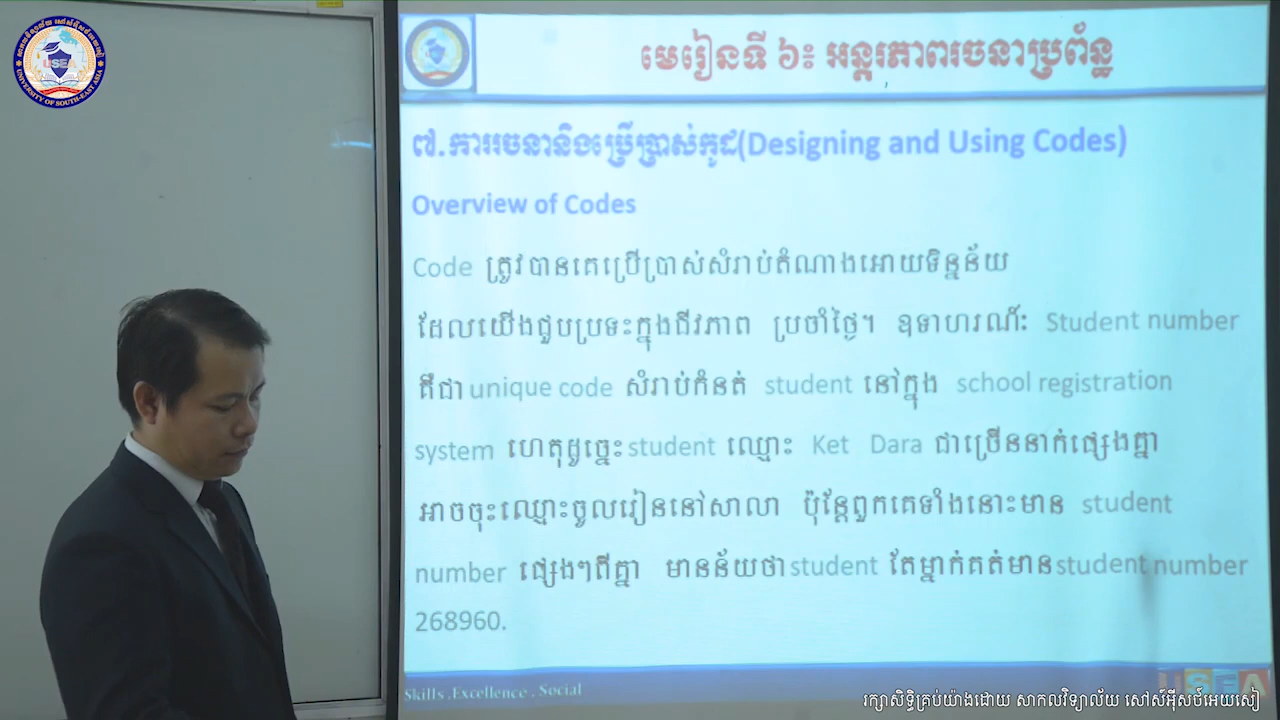 USE
UNIVERSITY OF SOUTH-EAST ASIA
មេរៀនទី ៦៖ អន្តរភាពរចនាប្រព័ន្ធ
៧.ការរចនានិងប្រើប្រាស់កូដ(Designing and Using Codes)
Overview of Codes
Code ត្រូវបានគេប្រើប្រាស់សំរាប់តំណាងអោយទិន្នន័យ
ដែលយើងជួបប្រទះក្នុងជីវភាព ប្រចាំថ្ងៃ។ ឧទាហរណ៍ៈ Student number
គឺជា unique code សំរាប់កំនត់ student នៅក្នុង school registration
system ហេតុដូច្នេះ student ឈ្មោះ Ket Dara ជាច្រើននាក់ផ្សេងគ្នា
អាចចុះឈ្មោះចូលរៀននៅសាលា ប៉ុន្តែពួកគេទាំងនោះមាន student
number ផ្សេងៗពីគ្នា មានន័យថា student តែម្នាក់គត់មាន student number
268960.
Skills .Excellence . Social
USEA
រក្សាសិទ្ធិគ្រប់យ៉ាងដោយ សាកលវិទ្យាល័យ សៅស៍អ៊ីសថ៍អេយសៀ